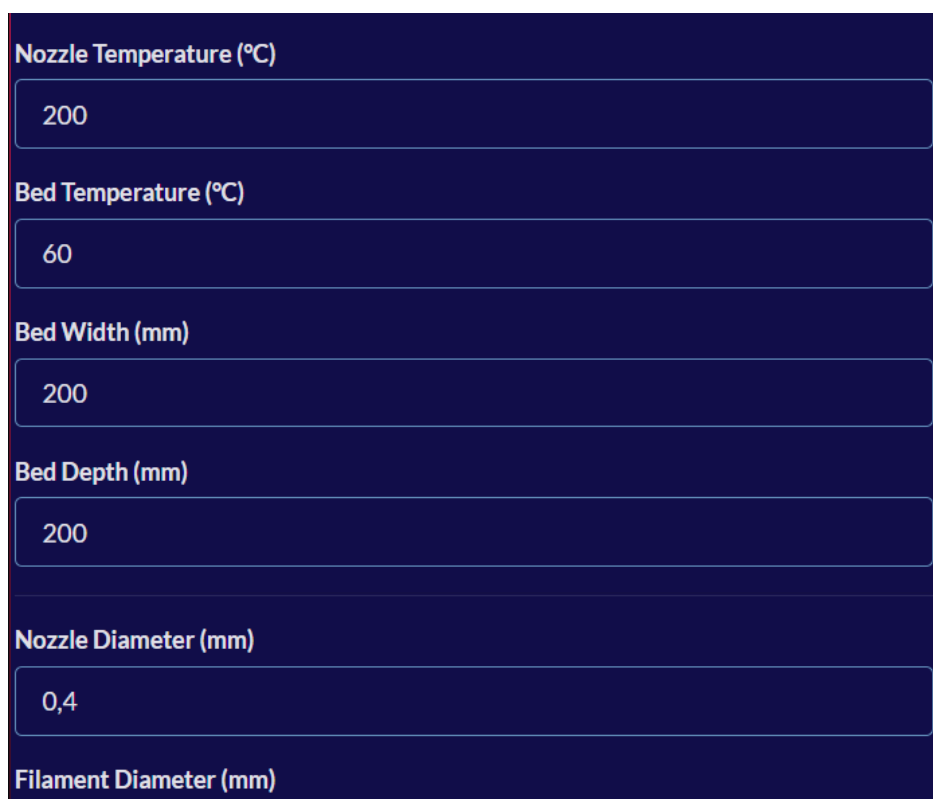 Nozzle Temperature (°C)
200
Bed Temperature (°C)
60
Bed Width (mm)
200
Bed Depth (mm)
200
Nozzle Diameter (mm)
0,4
Filament Diameter (mm)